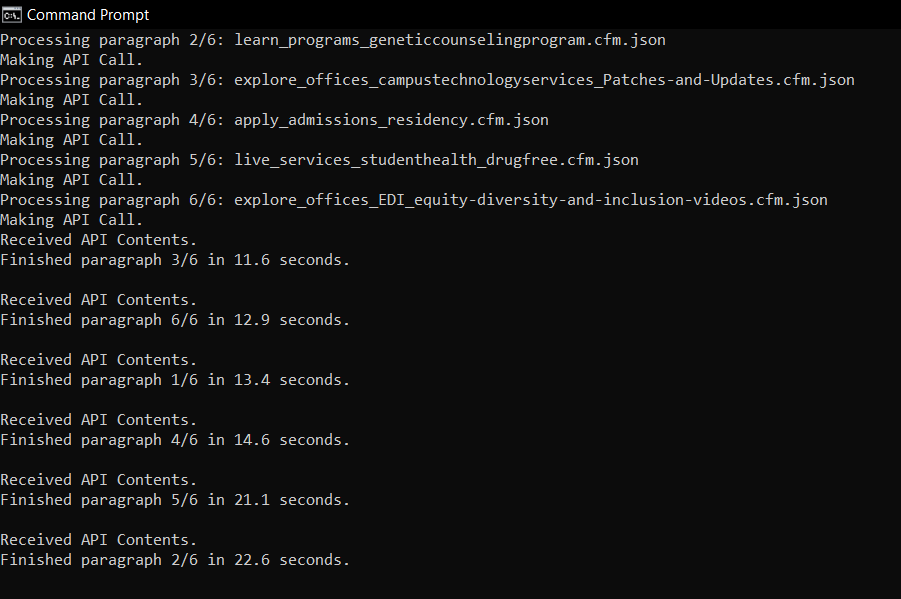 Command Prompt
Processing paragraph 2/6: learn_programs_geneticcounselingprogram.cfm.json
Making API Call.
Processing paragraph 3/6: explore_offices_campustechnologyservices_Patches-and-Updates.cfm.json
Making API Call.
Processing paragraph 4/6: apply_admissions_residency.cfm.json
Making API Call.
Processing paragraph 5/6: live_services_studenthealth_drugfree.cfm.json
Making API Call.
Processing paragraph 6/6: explore_offices_EDI_equity-diversity-and-inclusion-videos.cfm.json
Making API Call.
Received API Contents.
Finished paragraph 3/6 in 11.6 seconds.
Received API Contents.
Finished paragraph 6/6 in 12.9 seconds.
Received API Contents.
Finished paragraph 1/6 in 13.4 seconds.
Received API Contents.
Finished paragraph 4/6 in 14.6 seconds.
Received API Contents.
Finished paragraph 5/6 in 21.1 seconds.
Received API Contents.
Finished paragraph 2/6 in 22.6 seconds.